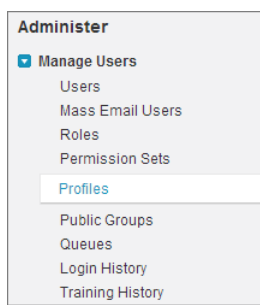 Administer
Manage Users
Users
Mass Email Users
Roles
Permission Sets
Profiles
Public Groups
Queues
Login History
Training History